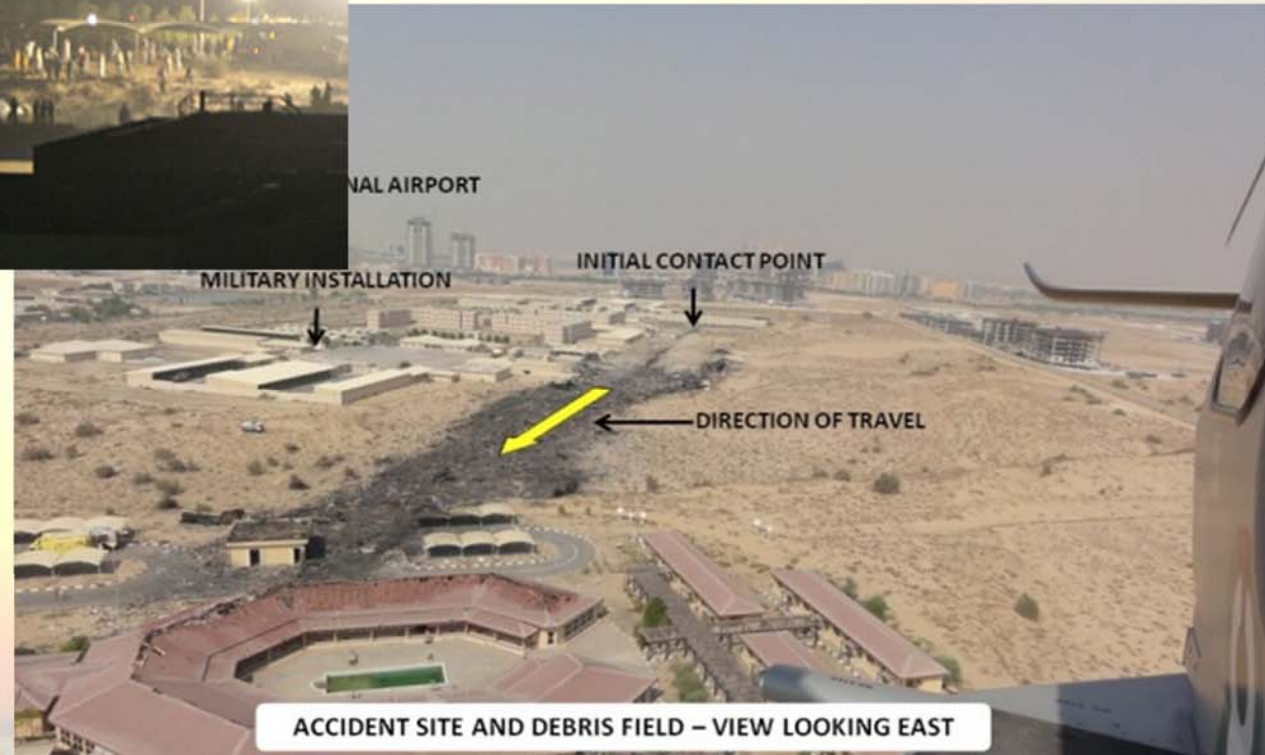 NAL AIRPORT
INITIAL CONTACT POINT
MILITARY INSTALLATION
DIRECTION OF TRAVEL
ACCIDENT SITE AND DEBRIS FIELD – VIEW LOOKING EAST